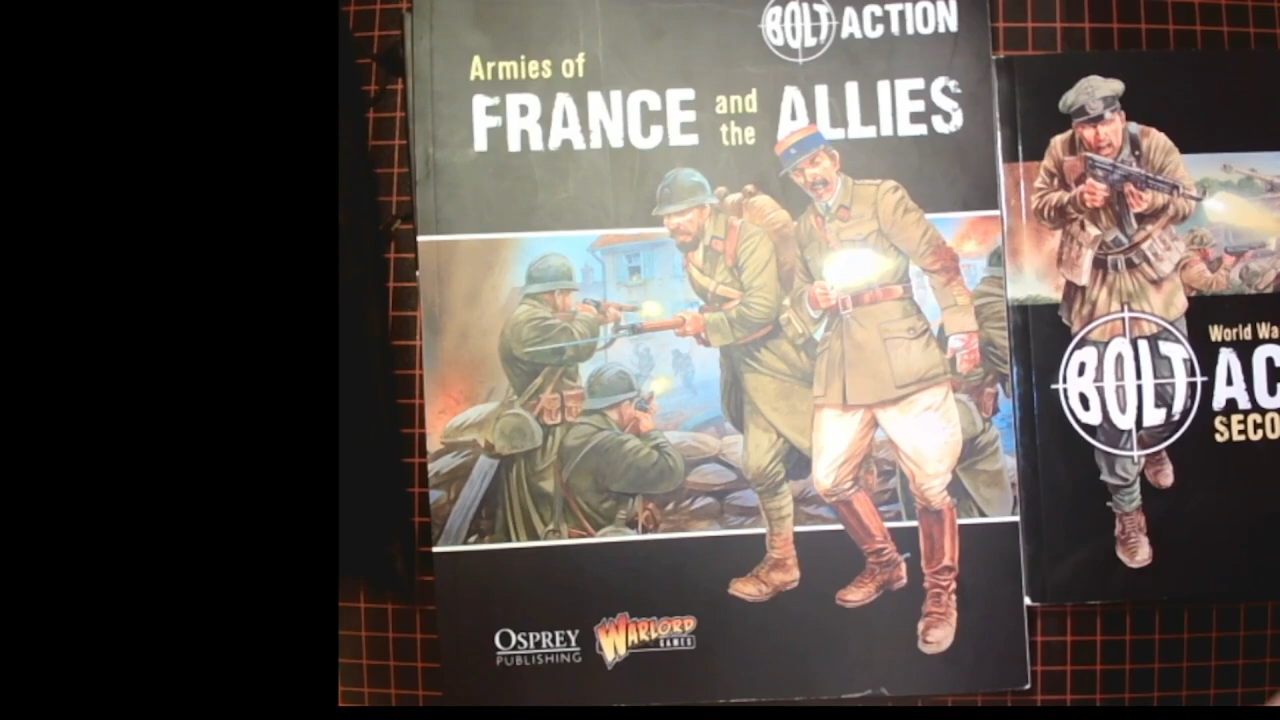 BOLT ACTION
Armies of
FRANCE and the ALLIES
OSPREY
PUBLISHING
WARLORD
GAMES
World Wa
BOLT AC
SECO